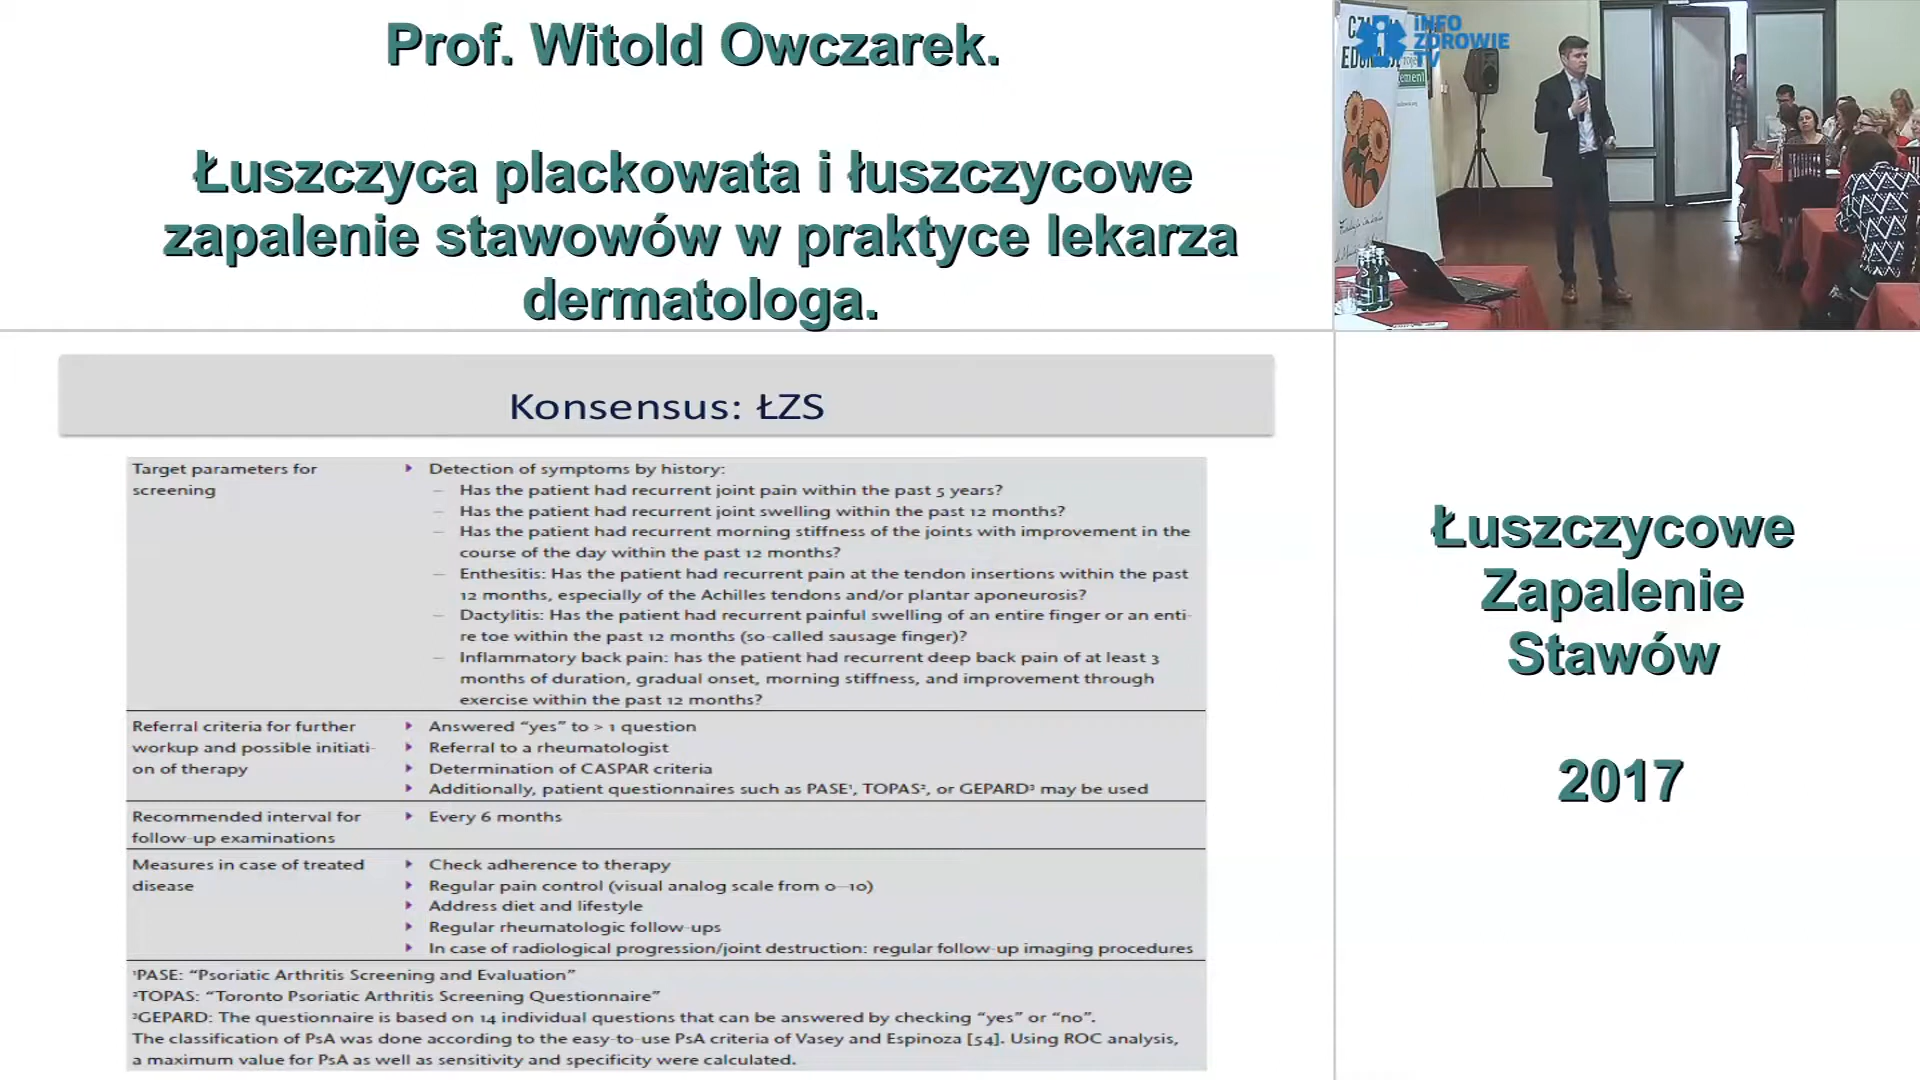 Prof. Witold Owczarek.
Łuszczyca plackowata i łuszczycowe
zapalenie stawowów w praktyce lekarza
dermatologa.
iNFO
ZDROWIE
TV
Konsensus: ŁZS
Target parameters for
screening
Detection of symptoms by history:
– Has the patient had recurrent joint pain within the past 5 years?
– Has the patient had recurrent joint swelling within the past 12 months?
– Has the patient had recurrent morning stiffness of the joints with improvement in the
course of the day within the past 12 months?
– Enthesitis: Has the patient had recurrent pain at the tendon insertions within the past
12 months, especially of the Achilles tendons and/or plantar aponeurosis?
– Dactylitis: Has the patient had recurrent painful swelling of an entire finger or an enti-
re toe within the past 12 months (so-called sausage finger)?
– Inflammatory back pain: has the patient had recurrent deep back pain of at least 3
months of duration, gradual onset, morning stiffness, and improvement through
exercise within the past 12 months?
Referral criteria for further
workup and possible initiati-
on of therapy
Answered “yes” to > 1 question
Referral to a rheumatologist
Determination of CASPAR criteria
Additionally, patient questionnaires such as PASE¹, TOPAS², or GEPARD³ may be used
Recommended interval for
follow-up examinations
Every 6 months
Measures in case of treated
disease
Check adherence to therapy
Regular pain control (visual analog scale from 0–10)
Address diet and lifestyle
Regular rheumatologic follow-ups
In case of radiological progression/joint destruction: regular follow-up imaging procedures
¹PASE: “Psoriatic Arthritis Screening and Evaluation”
²TOPAS: “Toronto Psoriatic Arthritis Screening Questionnaire”
³GEPARD: The questionnaire is based on 14 individual questions that can be answered by checking “yes” or “no”.
The classification of PsA was done according to the easy-to-use PsA criteria of Vasey and Espinoza [54]. Using ROC analysis,
a maximum value for PsA as well as sensitivity and specificity were calculated.
Łuszczycowe
Zapalenie
Stawów
2017